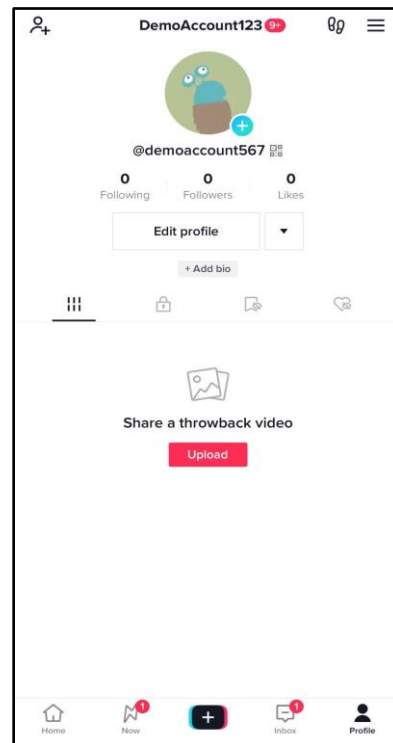 DemoAccount123 9+
@demoaccount567
0 0 0
Following Followers Likes
Edit profile
+ Add bio
Share a throwback video
Upload
1 1
Home Now Inbox Profile